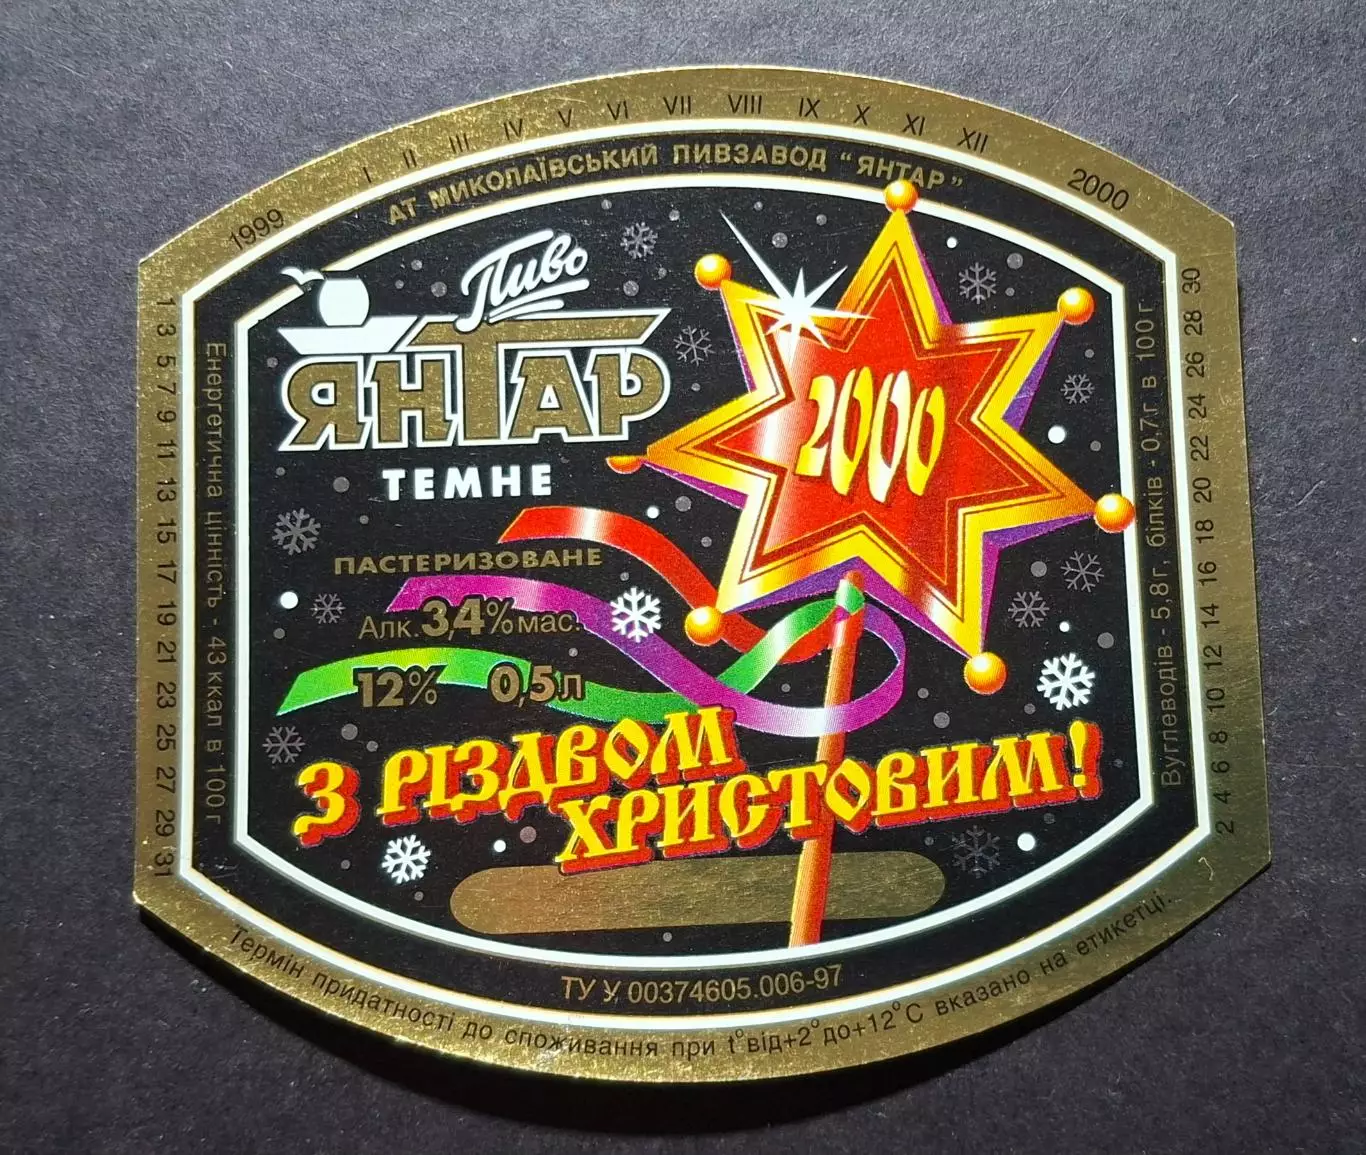 I II III IV V VI VII VIII IX X XI XII
1999
2000
АТ МИКОЛАЇВСЬКИЙ ПИВЗАВОД "ЯНТАР"
Пиво
ЯНТАР
ТЕМНЕ
2000
ПАСТЕРИЗОВАНЕ
Алк. 3,4% мас.
12% 0,5 л
З РІЗДВОМ
ХРИСТОВИМ!
ТУ У 00374605.006-97
Термін придатності до споживання при t° від+2° до+12°С вказано на етикетці.
1 3 5 7 9 11 13 15 17 19 21 23 25 27 29 31
Енергетична цінність - 43 ккал в 100 г
Вуглеводів - 5,8 г, білків - 0,7 г. в 100 г
2 4 6 8 10 12 14 16 18 20 22 24 26 28 30